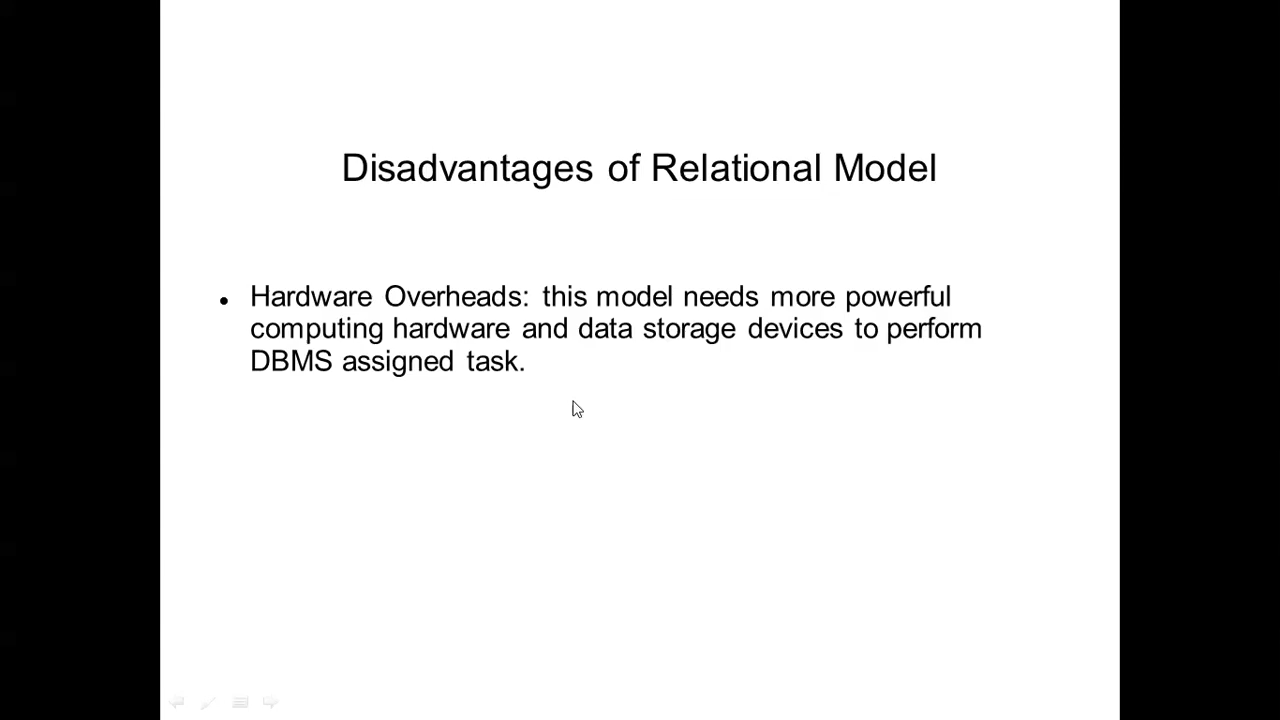 Disadvantages of Relational Model
• Hardware Overheads: this model needs more powerful
computing hardware and data storage devices to perform
DBMS assigned task.